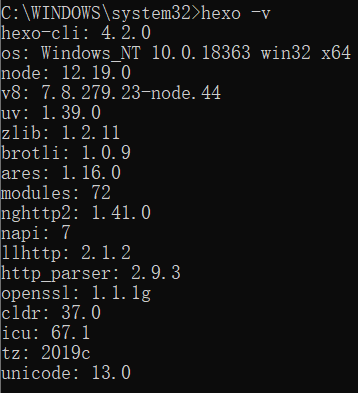 C:\WINDOWS\system32>hexo -v
hexo-cli: 4.2.0
os: Windows_NT 10.0.18363 win32 x64
node: 12.19.0
v8: 7.8.279.23-node.44
uv: 1.39.0
zlib: 1.2.11
brotli: 1.0.9
ares: 1.16.0
modules: 72
nghttp2: 1.41.0
napi: 7
llhttp: 2.1.2
http_parser: 2.9.3
openssl: 1.1.1g
cldr: 37.0
icu: 67.1
tz: 2019c
unicode: 13.0